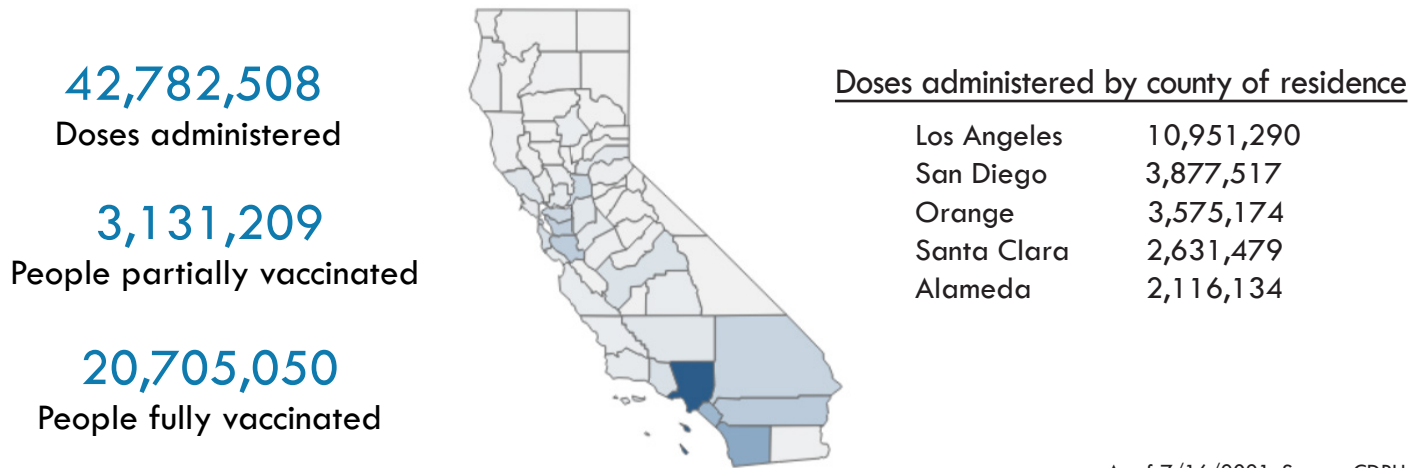 42,782,508
Doses administered
3,131,209
People partially vaccinated
20,705,050
People fully vaccinated
Doses administered by county of residence
Los Angeles 10,951,290
San Diego 3,877,517
Orange 3,575,174
Santa Clara 2,631,479
Alameda 2,116,134